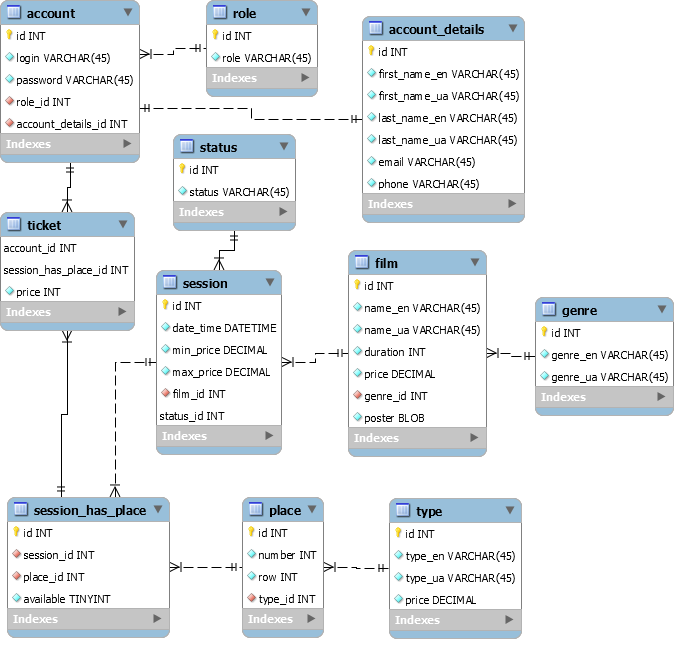 account
id INT
login VARCHAR(45)
password VARCHAR(45)
role_id INT
account_details_id INT
Indexes
role
id INT
role VARCHAR(45)
Indexes
account_details
id INT
first_name_en VARCHAR(45)
first_name_ua VARCHAR(45)
last_name_en VARCHAR(45)
last_name_ua VARCHAR(45)
email VARCHAR(45)
phone VARCHAR(45)
Indexes
status
id INT
status VARCHAR(45)
Indexes
ticket
account_id INT
session_has_place_id INT
price INT
Indexes
session
id INT
date_time DATETIME
min_price DECIMAL
max_price DECIMAL
film_id INT
status_id INT
Indexes
film
id INT
name_en VARCHAR(45)
name_ua VARCHAR(45)
duration INT
price DECIMAL
genre_id INT
poster BLOB
Indexes
genre
id INT
genre_en VARCHAR(45)
genre_ua VARCHAR(45)
Indexes
session_has_place
id INT
session_id INT
place_id INT
available TINYINT
Indexes
place
id INT
number INT
row INT
type_id INT
Indexes
type
id INT
type_en VARCHAR(45)
type_ua VARCHAR(45)
price DECIMAL
Indexes